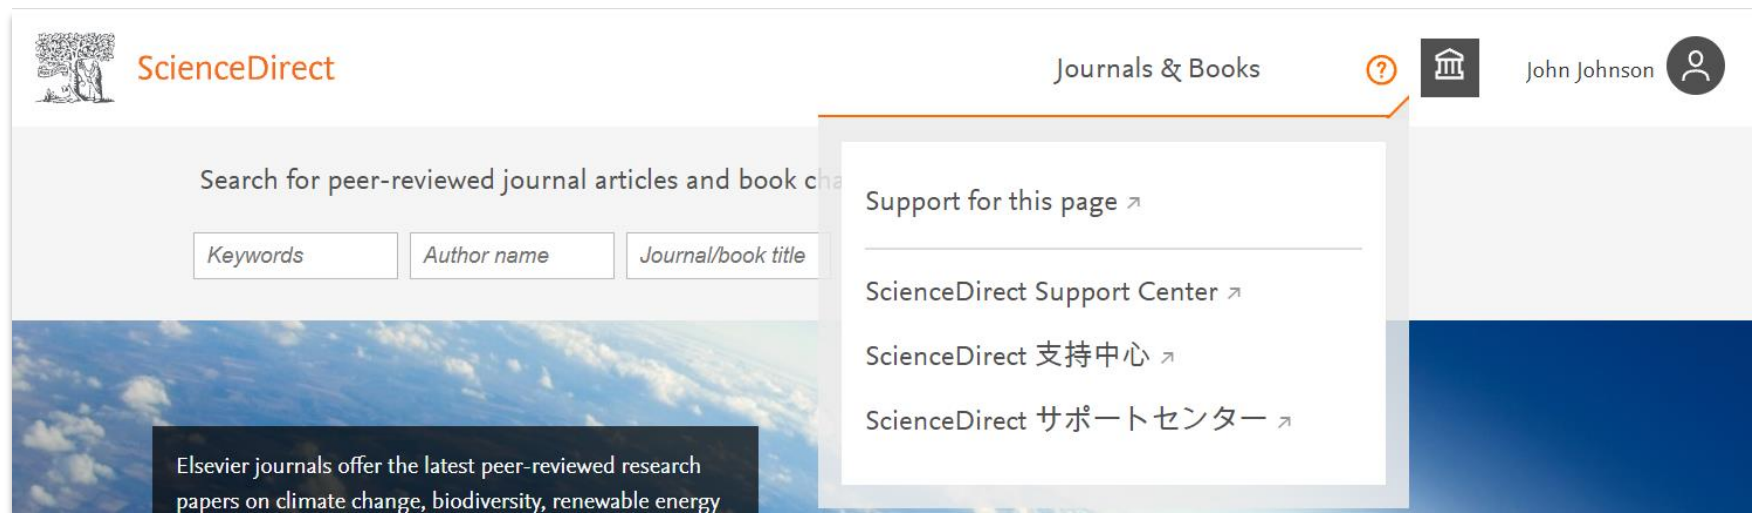 ScienceDirect
Journals & Books
?
John Johnson
Search for peer-reviewed journal articles and book cha
Keywords
Author name
Journal/book title
Support for this page
ScienceDirect Support Center
ScienceDirect 支持中心
ScienceDirect サポートセンター
Elsevier journals offer the latest peer-reviewed research
papers on climate change, biodiversity, renewable energy